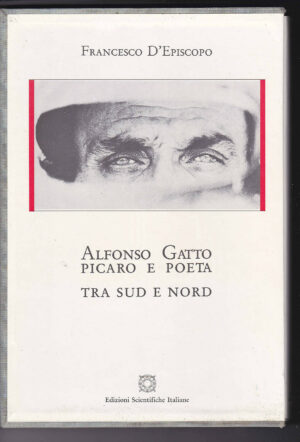 Francesco D'Episcopo
Alfonso Gatto
picaro e poeta
tra sud e nord
Edizioni Scientifiche Italiane